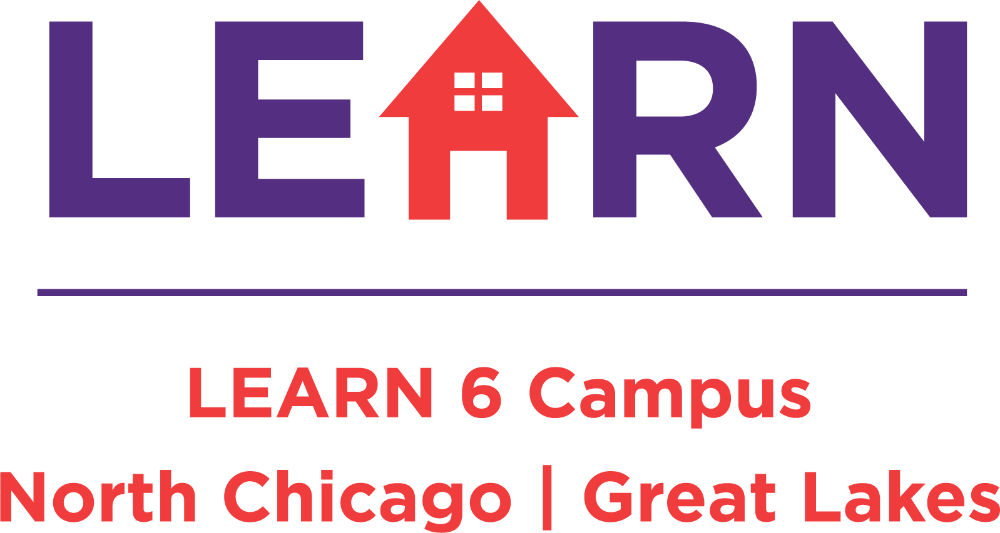 LEARN
LEARN 6 Campus
North Chicago | Great Lakes